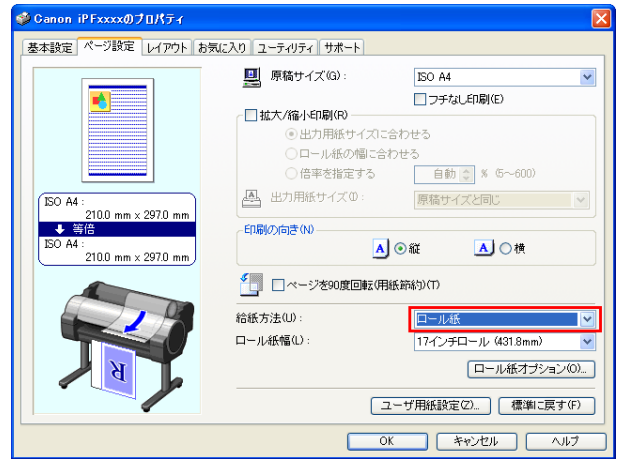 Canon iPFxxxxのプロパティ
基本設定 ページ設定 レイアウト お気に入り ユーティリティ サポート
原稿サイズ(G): ISO A4
フチなし印刷(E)
拡大/縮小印刷(R)
出力用紙サイズに合わせる
ロール紙の幅に合わせる
倍率を指定する 自動 % (5～600)
出力用紙サイズ(I): 原稿サイズと同じ
ISO A4 :
210.0 mm x 297.0 mm
等倍
ISO A4 :
210.0 mm x 297.0 mm
印刷の向き(N)
A 縦 A 横
ページを90度回転(用紙節約)(T)
給紙方法(U): ロール紙
ロール紙幅(L): 17インチロール (431.8mm)
R
ロール紙オプション(O)...
ユーザ用紙設定(Z)... 標準に戻す(F)
OK キャンセル ヘルプ